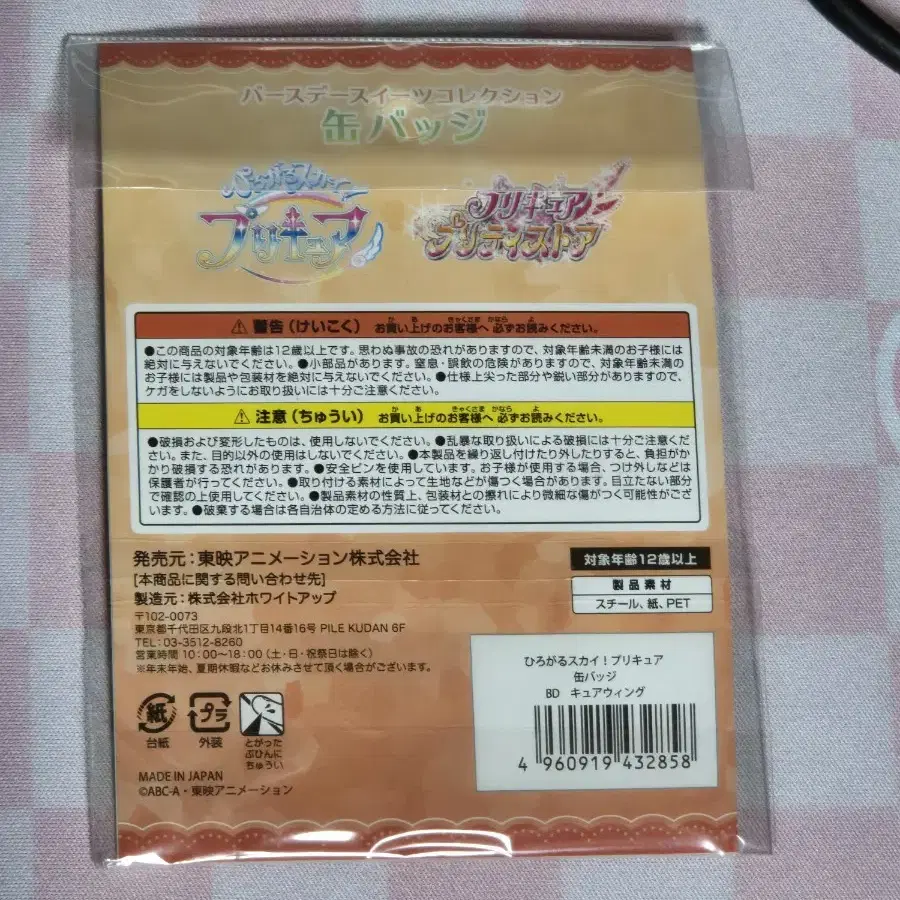 バースデースイーツコレクション
缶バッジ
ひろがるスカイ!
プリキュア
プリキュア
プリティストア
警告(けいこく) お買い上げのお客様へ 必ずお読みください。
か あ きゃくさま かなら よ
●この商品の対象年齢は12歳以上です。思わぬ事故の恐れがありますので、対象年齢未満のお子様には
絶対に与えないでください。●小部品があります。窒息・誤飲の危険がありますので、対象年齢未満の
お子様には製品や包装材を絶対に与えないでください。●仕様上尖った部分や鋭い部分がありますので、
ケガをしないようにお取り扱いには十分ご注意ください。
注意(ちゅうい) お買い上げのお客様へ 必ずお読みください。
か あ きゃくさま かなら よ
●破損および変形したものは、使用しないでください。●乱暴な取り扱いによる破損には十分ご注意くだ
さい。また、目的以外の使用はしないでください。●本製品を繰り返し付けたり外したりすると、負担がか
かり破損する恐れがあります。●安全ピンを使用しています。お子様が使用する場合、つけ外しなどは
保護者が行ってください。●取り付ける素材によって生地などが傷つく場合があります。目立たない部分
で確認の上使用してください。●製品素材の性質上、包装材との擦れにより微細な傷がつく可能性がござ
います。●破棄する場合は各自治体の定める方法に従ってください。
発売元:東映アニメーション株式会社
[本商品に関する問い合わせ先]
製造元:株式会社ホワイトアップ
〒102-0073
東京都千代田区九段北1丁目14番16号 PILE KUDAN 6F
TEL:03-3512-8260
営業時間 10:00~18:00(土・日・祝祭日は除く)
※年末年始、夏期休暇などお休みさせて頂く場合がございます。
対象年齢12歳以上
製品素材
スチール、紙、PET
紙
台紙
プラ
外装
とがった
ぶひんに
ちゅうい
MADE IN JAPAN
©ABC-A・東映アニメーション
ひろがるスカイ!プリキュア
缶バッジ
BD キュアウィング
4 960919 432858